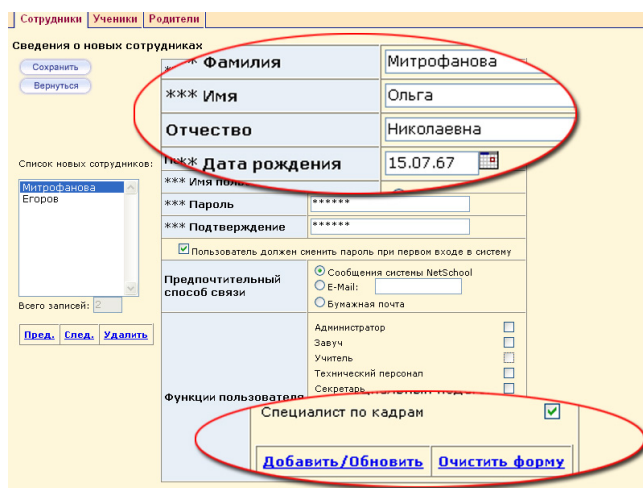 Сотрудники Ученики Родители
Сведения о новых сотрудниках
Сохранить
Вернуться
*** Фамилия Митрофанова
*** Имя Ольга
Отчество Николаевна
*** Дата рождения 15.07.67
Список новых сотрудников:
Митрофанова
Егоров
Всего записей: 2
Пред. След. Удалить
*** Имя
*** Пароль ******
*** Подтверждение ******
Пользователь должен сменить пароль при первом входе в систему
Предпочтительный способ связи
Сообщения системы NetSchool
E-Mail:
Бумажная почта
Функции пользователя
Администратор
Завуч
Учитель
Технический персонал
Секретарь
Специалист по кадрам
Добавить/Обновить Очистить форму